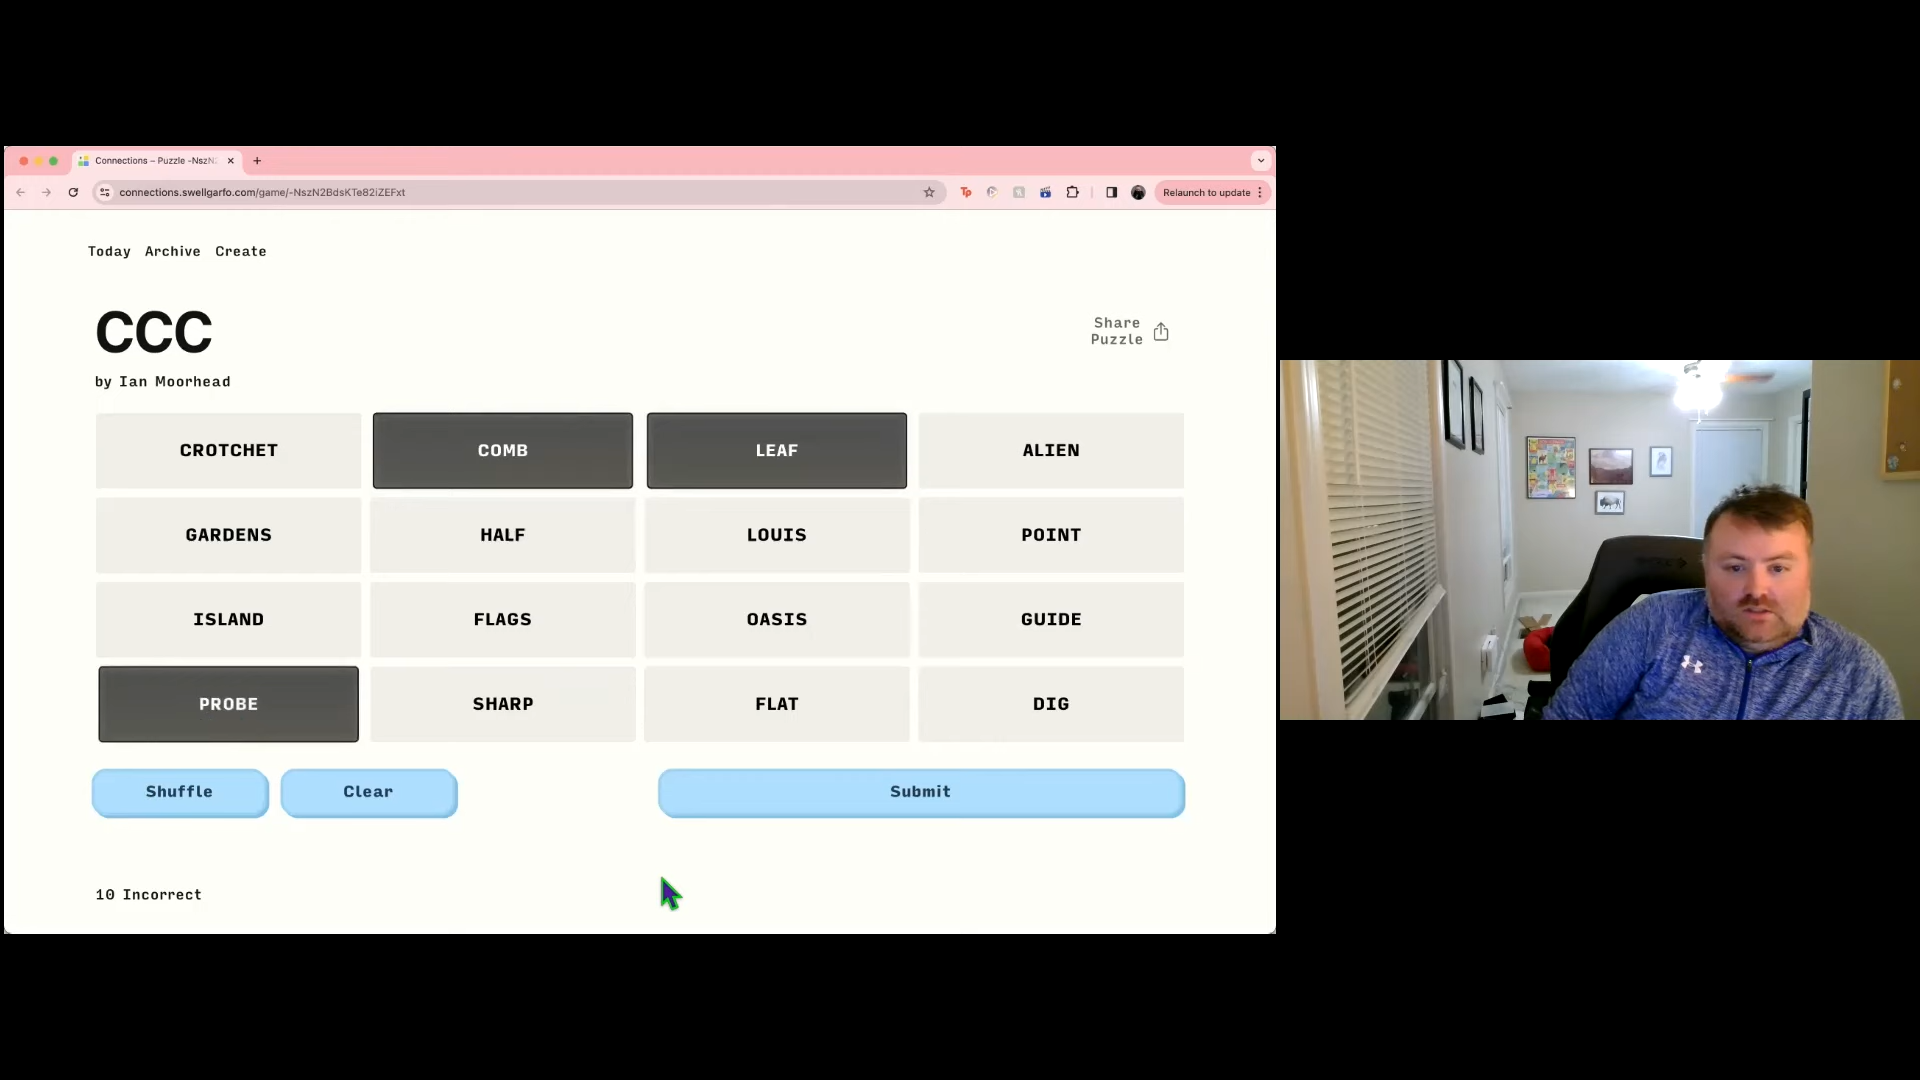 Connections – Puzzle -NszN2
connections.swellgarfo.com/game/-NszN2BdsKTe82iZEFxt
Tp
Relaunch to update
Today Archive Create
CCC
Share
Puzzle
by Ian Moorhead
CROTCHET COMB LEAF ALIEN
GARDENS HALF LOUIS POINT
ISLAND FLAGS OASIS GUIDE
PROBE SHARP FLAT DIG
Shuffle Clear Submit
10 Incorrect